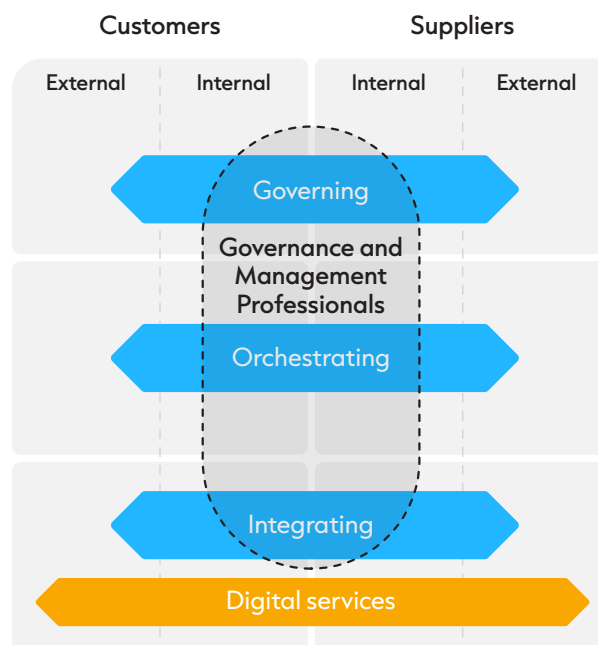 Customers Suppliers
External Internal Internal External
Governing
Governance and
Management
Professionals
Orchestrating
Integrating
Digital services